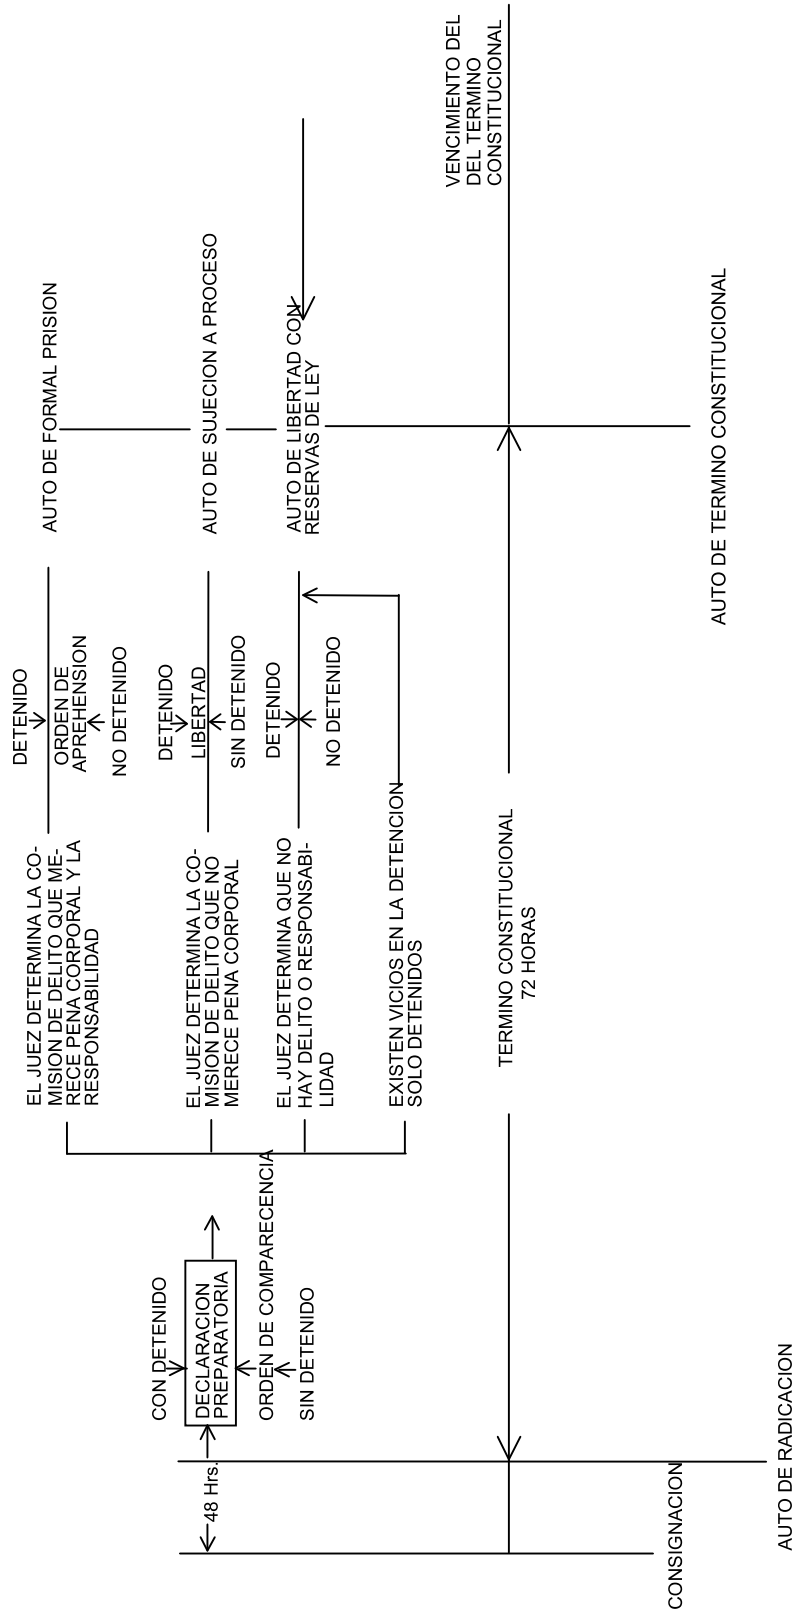 CONSIGNACION
AUTO DE RADICACION
48 Hrs.
CON DETENIDO
DECLARACION
PREPARATORIA
ORDEN DE COMPARECENCIA
SIN DETENIDO
EL JUEZ DETERMINA LA CO-
MISION DE DELITO QUE ME-
RECE PENA CORPORAL Y LA
RESPONSABILIDAD
DETENIDO
ORDEN DE
APREHENSION
NO DETENIDO
AUTO DE FORMAL PRISION
EL JUEZ DETERMINA LA CO-
MISION DE DELITO QUE NO
MERECE PENA CORPORAL
DETENIDO
LIBERTAD
SIN DETENIDO
AUTO DE SUJECION A PROCESO
EL JUEZ DETERMINA QUE NO
HAY DELITO O RESPONSABI-
LIDAD
DETENIDO
NO DETENIDO
AUTO DE LIBERTAD CON
RESERVAS DE LEY
EXISTEN VICIOS EN LA DETENCION
SOLO DETENIDOS
TERMINO CONSTITUCIONAL
72 HORAS
VENCIMIENTO DEL
DEL TERMINO
CONSTITUCIONAL
AUTO DE TERMINO CONSTITUCIONAL